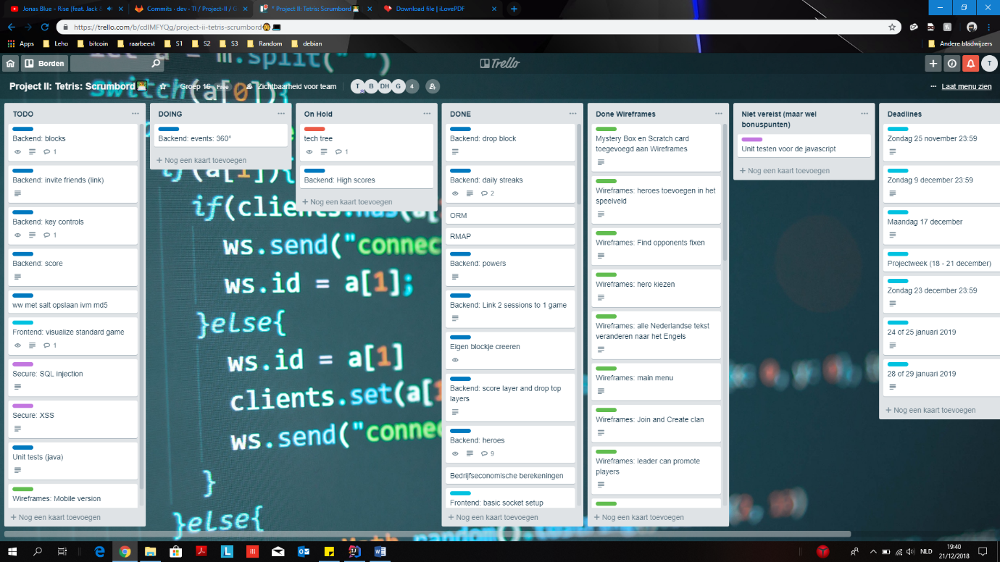 Jonas Blue - Rise (feat. Jack &
Commits · dev · TI / Project-II / G
* Project II: Tetris: Scrumbord
Download file | iLovePDF
https://trello.com/b/cdIMFYQg/project-ii-tetris-scrumbord
Apps
Leho
bitcoin
raarbeest
S1
S2
S3
Random
debian
Andere bladwijzers
Borden
Trello
T
Project II: Tetris: Scrumbord
Groep 16
Free
Zichtbaarheid voor team
T
B
DH
G
4
Laat menu zien
TODO
Backend: blocks
1
Backend: invite friends (link)
Backend: key controls
1
Backend: score
ww met salt opslaan ivm md5
Frontend: visualize standard game
1
Secure: SQL injection
Secure: XSS
Unit tests (java)
Wireframes: Mobile version
+ Nog een kaart toevoegen
DOING
Backend: events: 360°
+ Nog een kaart toevoegen
On Hold
tech tree
1
Backend: High scores
+ Nog een kaart toevoegen
DONE
Backend: drop block
Backend: daily streaks
2
ORM
RMAP
Backend: powers
Backend: Link 2 sessions to 1 game
Eigen blockje creeren
Backend: score layer and drop top
layers
Backend: heroes
9
Bedrijfseconomische berekeningen
Frontend: basic socket setup
+ Nog een kaart toevoegen
Done Wireframes
Mystery Box en Scratch card
toegevoegd aan Wireframes
Wireframes: heroes toevoegen in het
speelveld
Wireframes: Find opponents fixen
Wireframes: hero kiezen
Wireframes: alle Nederlandse tekst
veranderen naar het Engels
Wireframes: main menu
Wireframes: Join and Create clan
Wireframes: leader can promote
players
+ Nog een kaart toevoegen
Niet vereist (maar wel
bonuspunten)
Unit testen voor de javascript
+ Nog een kaart toevoegen
Deadlines
Zondag 25 november 23:59
Zondag 9 december 23:59
Maandag 17 december
Projectweek (18 - 21 december)
Zondag 23 december 23:59
24 of 25 januari 2019
28 of 29 januari 2019
+ Nog een kaart toevoegen
let a = m.split(" ")
switch(a[0]){
if(a[1]){
if(clients.has(a[
ws.send("connec
ws.id = a[1];
}else{
ws.id = a[1]
clients.set(a[1
ws.send("connec
}
}else{
Math.random().to
NLD
19:40
21/12/2018